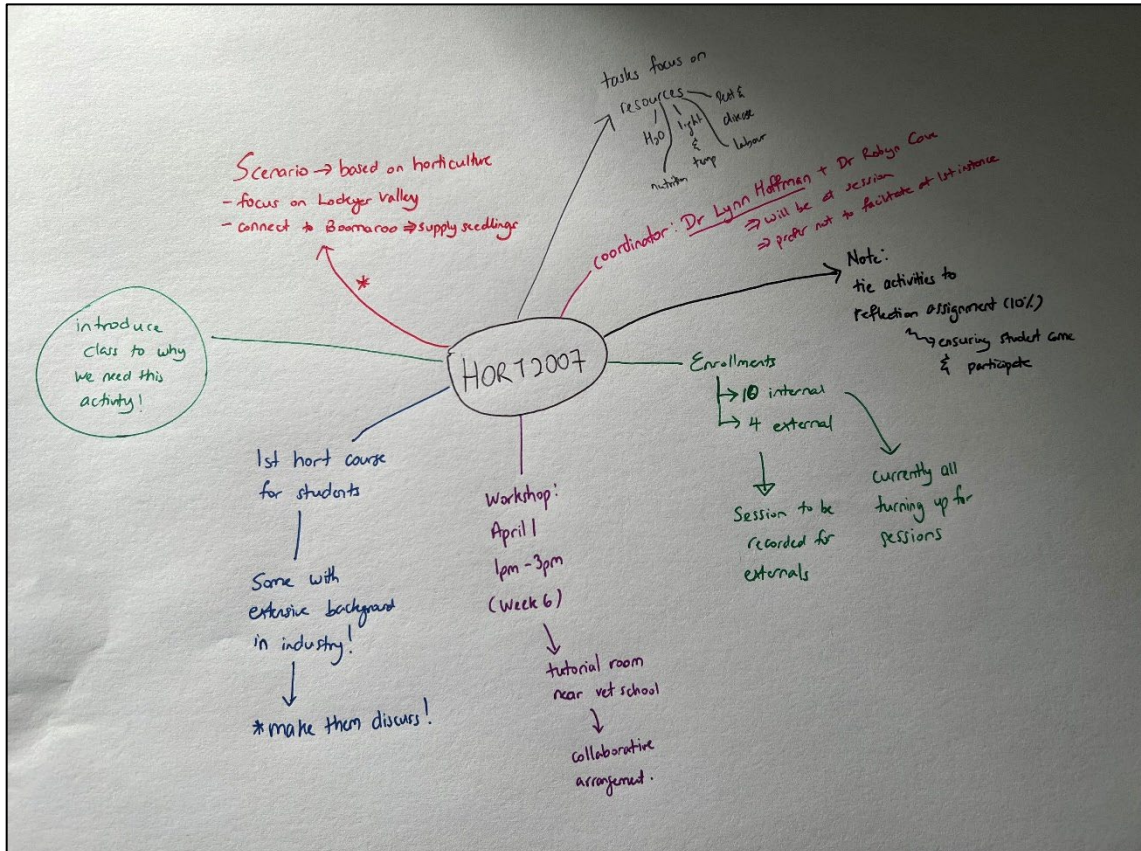 HORT2007
tasks focus on
resources
H₂O
nutrition
light
&
temp
labour
Pest &
disease
Scenario → based on horticulture
- focus on Lockyer Valley
- connect to Boomaroo ⇒ supply seedlings
*
coordinator: Dr Lynn Hoffman + Dr Robyn Cave
⇒ will be at session
⇒ prefer not to facilitate at 1st instance
Note:
tie activities to
reflection assignment (10%)
ensuring student come
& participate
introduce
class to why
we need this
activity!
Enrollments
→ 10 internal
→ 4 external
Session to be
recorded for
externals
currently all
turning up for
sessions
1st hort course
for students
Some with
extensive background
in industry!
*make them discuss!
Workshop:
April 1
1pm - 3pm
(Week 6)
tutorial room
near vet school
collaborative
arrangement.